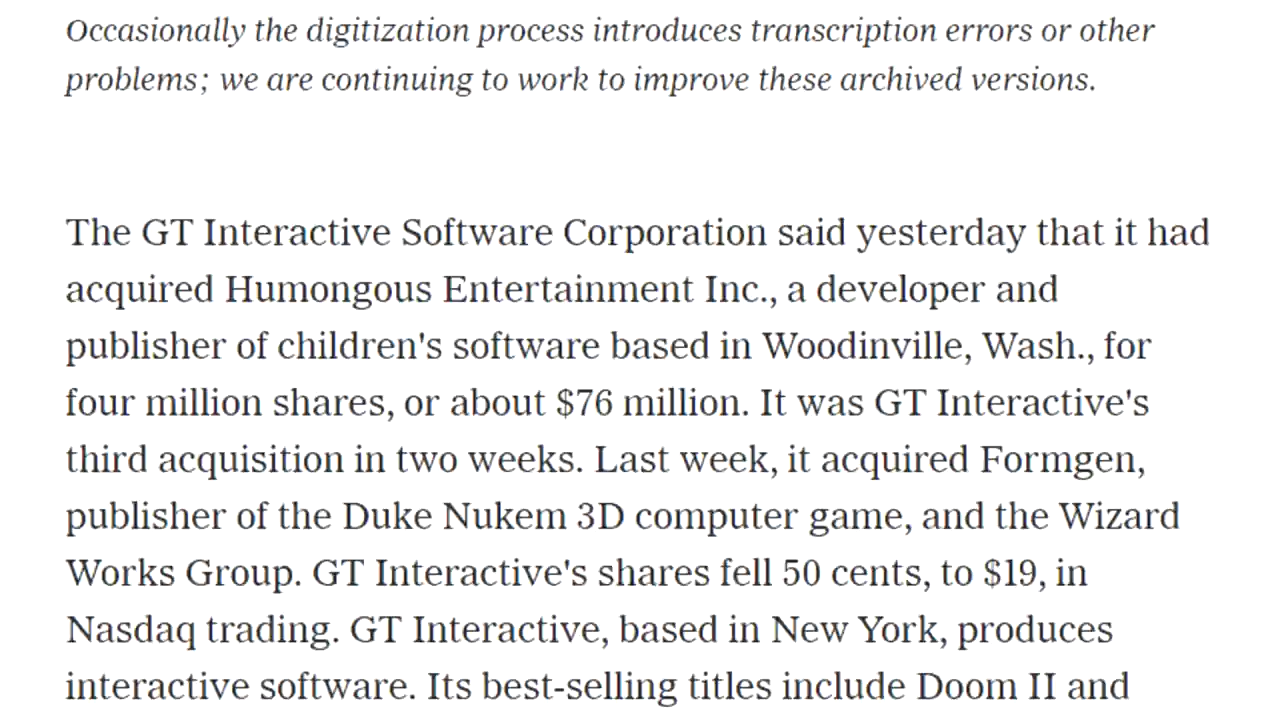 Occasionally the digitization process introduces transcription errors or other
problems; we are continuing to work to improve these archived versions.
The GT Interactive Software Corporation said yesterday that it had
acquired Humongous Entertainment Inc., a developer and
publisher of children's software based in Woodinville, Wash., for
four million shares, or about $76 million. It was GT Interactive's
third acquisition in two weeks. Last week, it acquired Formgen,
publisher of the Duke Nukem 3D computer game, and the Wizard
Works Group. GT Interactive's shares fell 50 cents, to $19, in
Nasdaq trading. GT Interactive, based in New York, produces
interactive software. Its best-selling titles include Doom II and